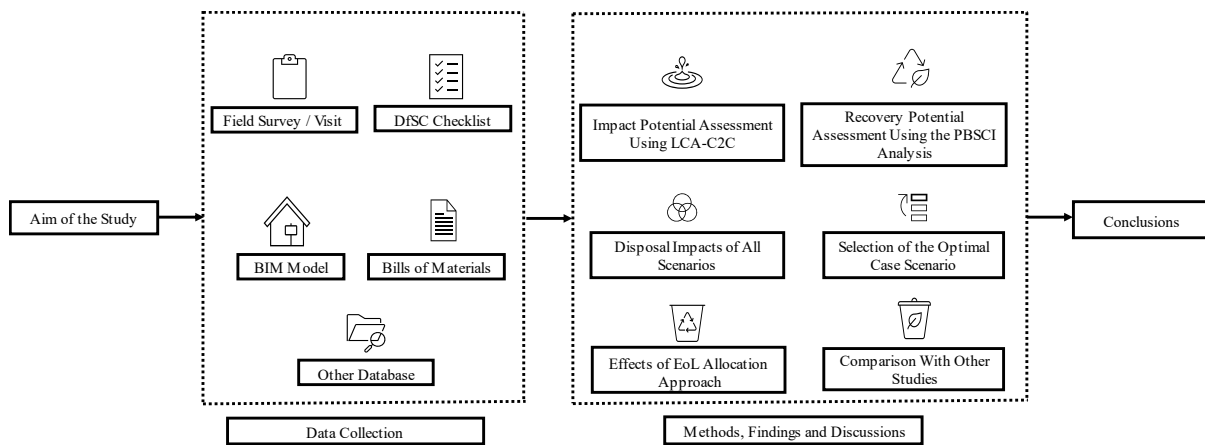 Aim of the Study
Field Survey / Visit
DfSC Checklist
BIM Model
Bills of Materials
Other Database
Data Collection
Impact Potential Assessment
Using LCA-C2C
Recovery Potential
Assessment Using the PBSCI
Analysis
Disposal Impacts of All
Scenarios
Selection of the Optimal
Case Scenario
Effects of EoL Allocation
Approach
Comparison With Other
Studies
Methods, Findings and Discussions
Conclusions